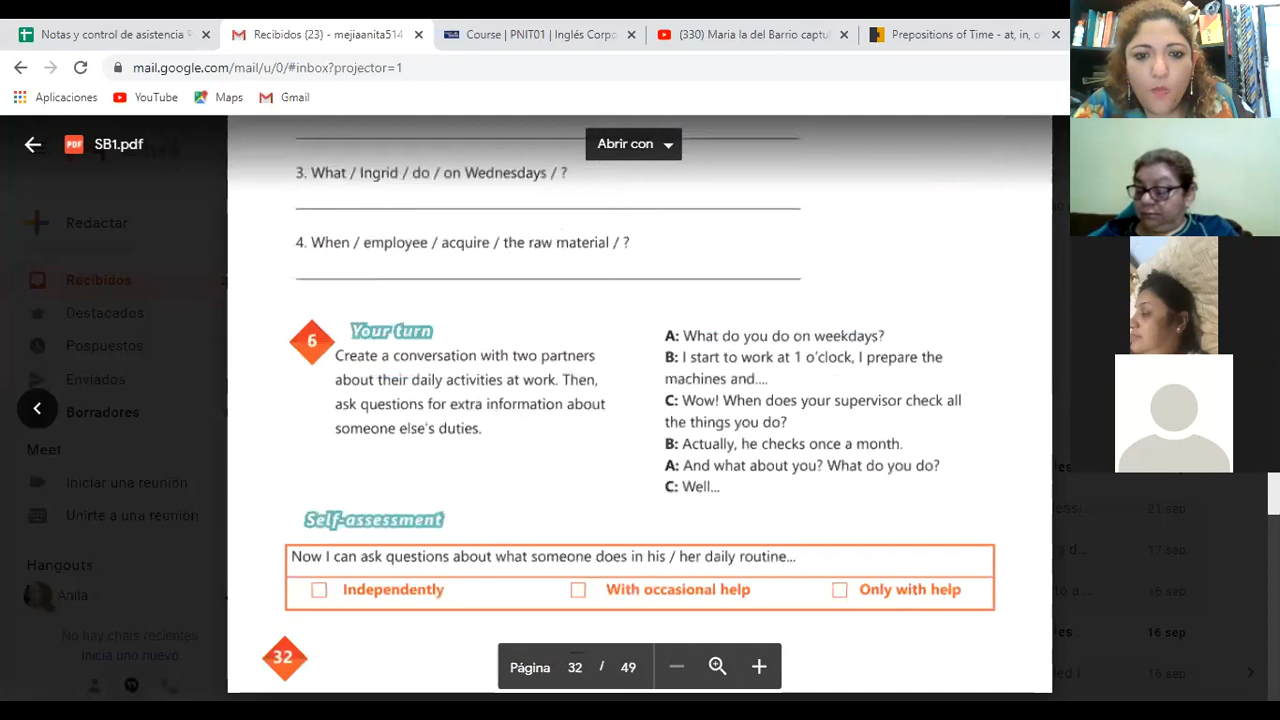 Notas y control de asistencia
Recibidos (23) - mejiaanita514
Course | PNIT01 | Inglés Corpo
(330) Maria la del Barrio captul
Prepositions of Time - at, in, o
mail.google.com/mail/u/0/#inbox?projector=1
Aplicaciones
YouTube
Maps
Gmail
PDF
SB1.pdf
Abrir con
Redactar
Recibidos
Destacados
Pospuestos
Enviados
Borradores
Meet
Iniciar una reunión
Unirte a una reunión
Hangouts
Anita
No hay chats recientes
Inicia uno nuevo
3. What / Ingrid / do / on Wednesdays / ?
4. When / employee / acquire / the raw material / ?
6
Your turn
Create a conversation with two partners
about their daily activities at work. Then,
ask questions for extra information about
someone else's duties.
A: What do you do on weekdays?
B: I start to work at 1 o'clock, I prepare the
machines and....
C: Wow! When does your supervisor check all
the things you do?
B: Actually, he checks once a month.
A: And what about you? What do you do?
C: Well...
Self-assessment
Now I can ask questions about what someone does in his / her daily routine...
Independently
With occasional help
Only with help
32
Página 32 / 49
21 sep
17 sep
16 sep
16 sep